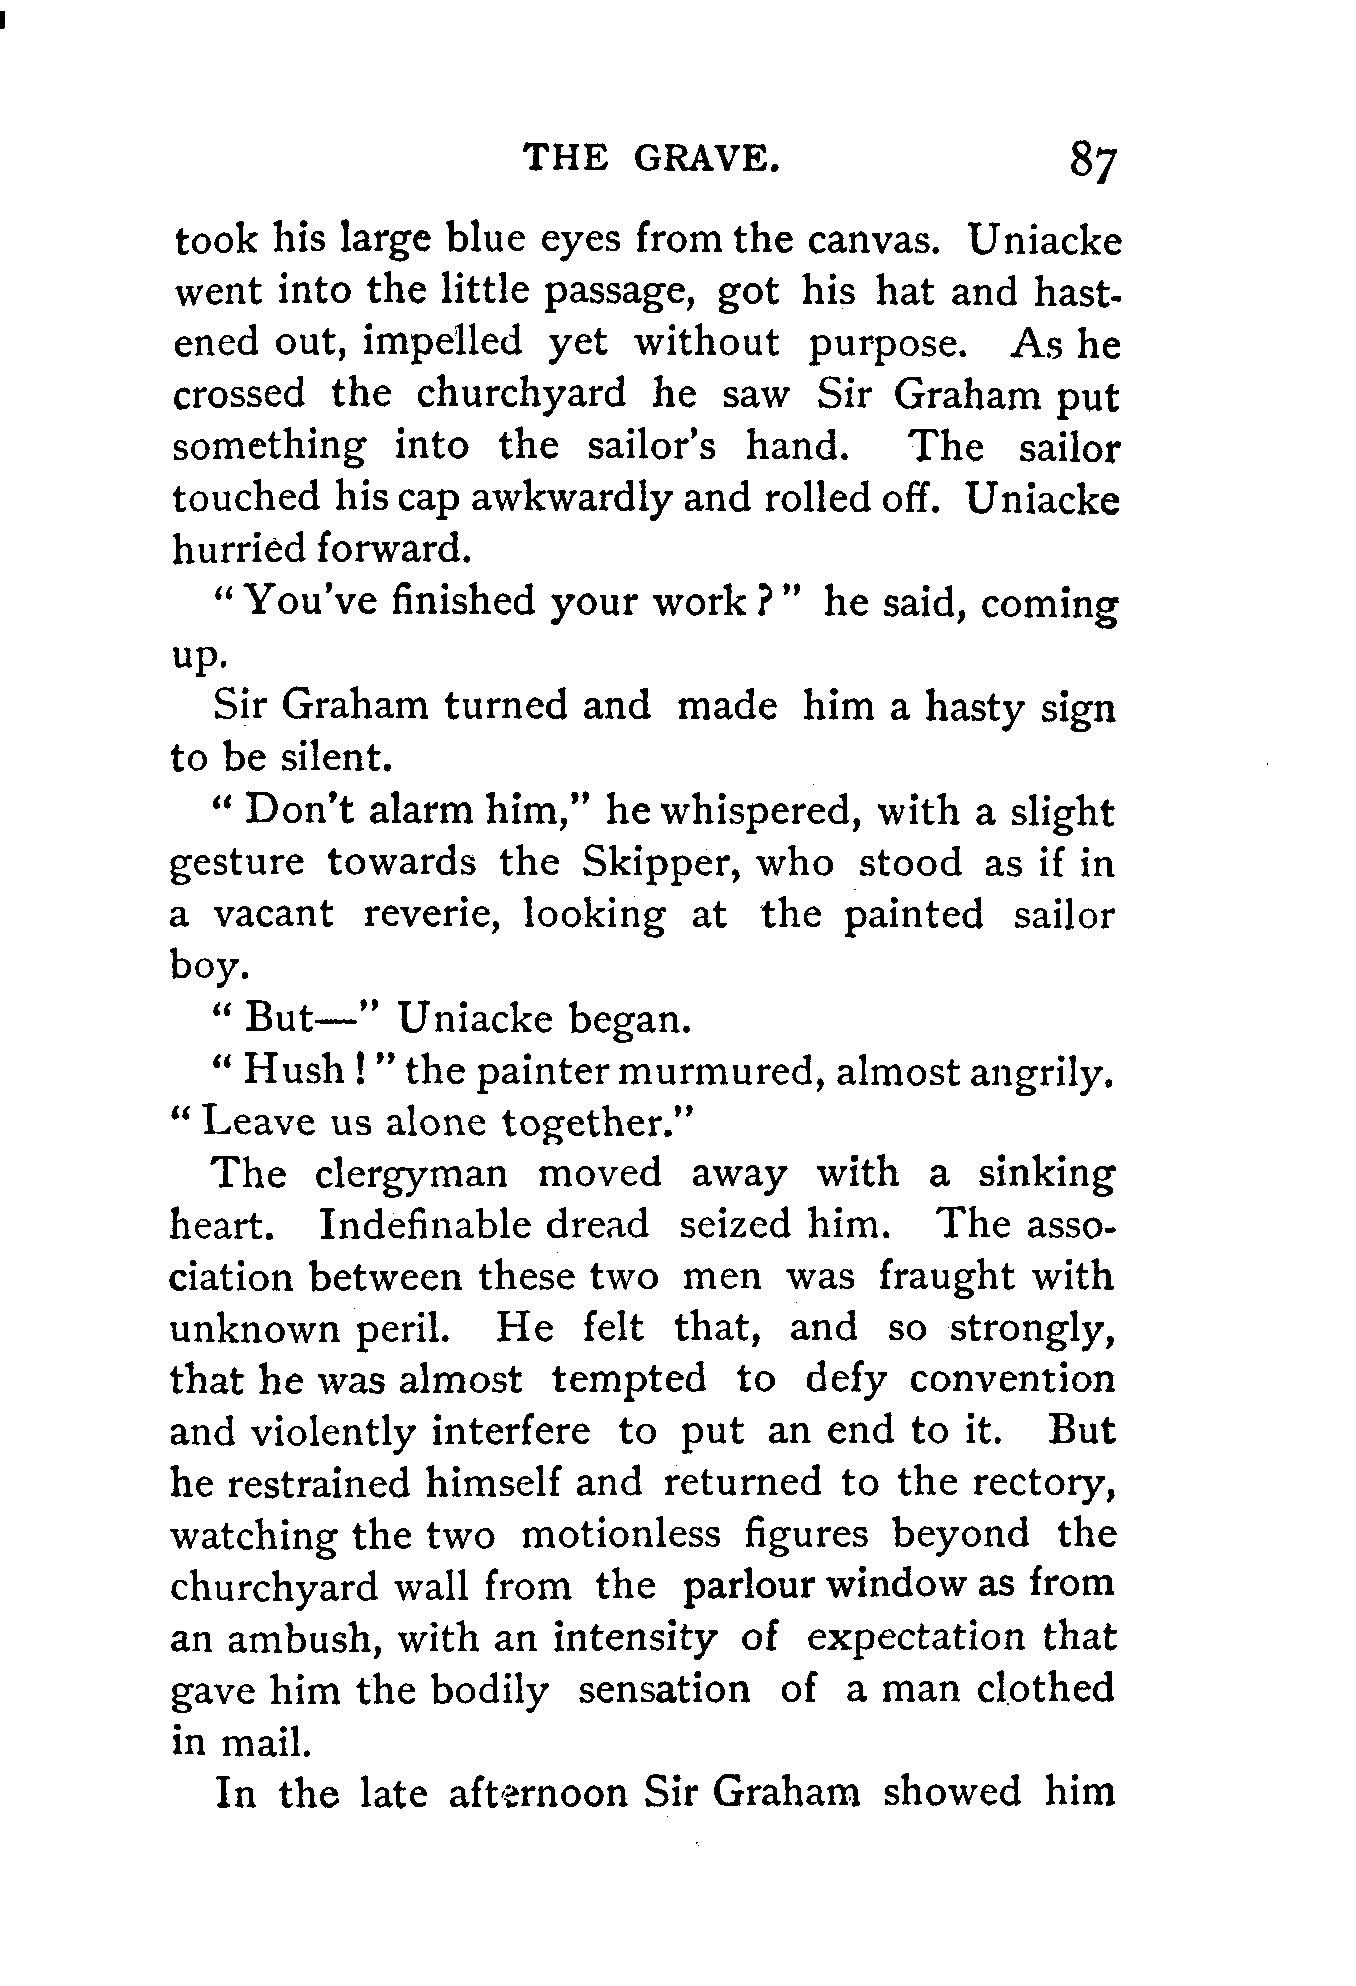 THE GRAVE. 87
took his large blue eyes from the canvas. Uniacke
went into the little passage, got his hat and hast-
ened out, impelled yet without purpose. As he
crossed the churchyard he saw Sir Graham put
something into the sailor's hand. The sailor
touched his cap awkwardly and rolled off. Uniacke
hurried forward.
" You've finished your work ? " he said, coming
up.
Sir Graham turned and made him a hasty sign
to be silent.
" Don't alarm him," he whispered, with a slight
gesture towards the Skipper, who stood as if in
a vacant reverie, looking at the painted sailor
boy.
" But—" Uniacke began.
" Hush ! " the painter murmured, almost angrily.
" Leave us alone together."
The clergyman moved away with a sinking
heart. Indefinable dread seized him. The asso-
ciation between these two men was fraught with
unknown peril. He felt that, and so strongly,
that he was almost tempted to defy convention
and violently interfere to put an end to it. But
he restrained himself and returned to the rectory,
watching the two motionless figures beyond the
churchyard wall from the parlour window as from
an ambush, with an intensity of expectation that
gave him the bodily sensation of a man clothed
in mail.
In the late afternoon Sir Graham showed him